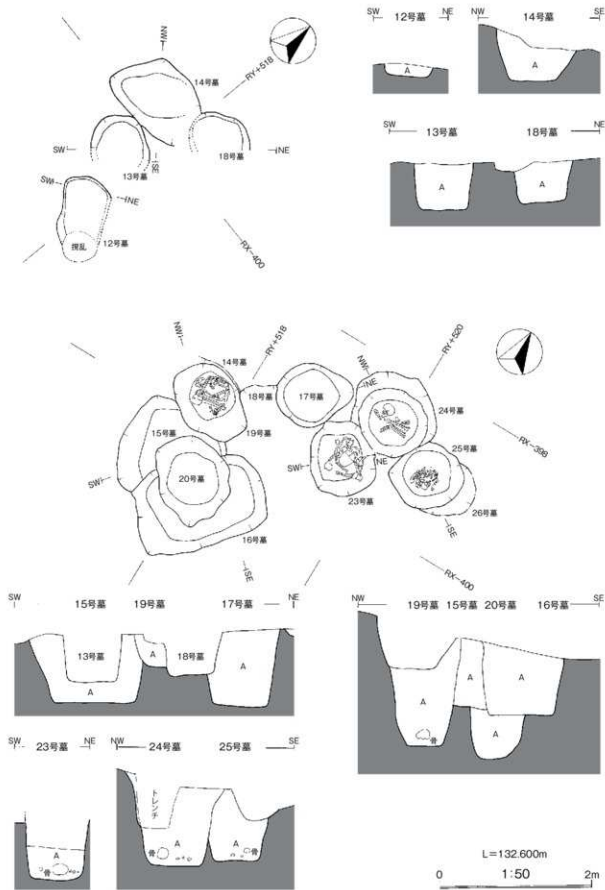 SW 12号墓 NE
A
NW 14号墓 SE
A
NW
RY+518
14号墓
SW
18号墓
NE
SE
13号墓
SW
NE
12号墓
撹乱
RX-400
SW NE
13号墓 18号墓
A A
NW
RY+518
14号墓
18号墓
17号墓
NW
NE
RY+520
24号墓
15号墓
19号墓
25号墓
RX-398
20号墓
SW
SW
NE
23号墓
26号墓
SE
16号墓
SE
RX-400
SW NE
15号墓 19号墓 17号墓
13号墓 A 18号墓 A
A
NW SE
19号墓 15号墓 20号墓 16号墓
A A A
A
骨
SW NE
23号墓
A
骨
NW SE
24号墓 25号墓
トレンチ
A A
骨 骨
L=132.600m
0 1:50 2m